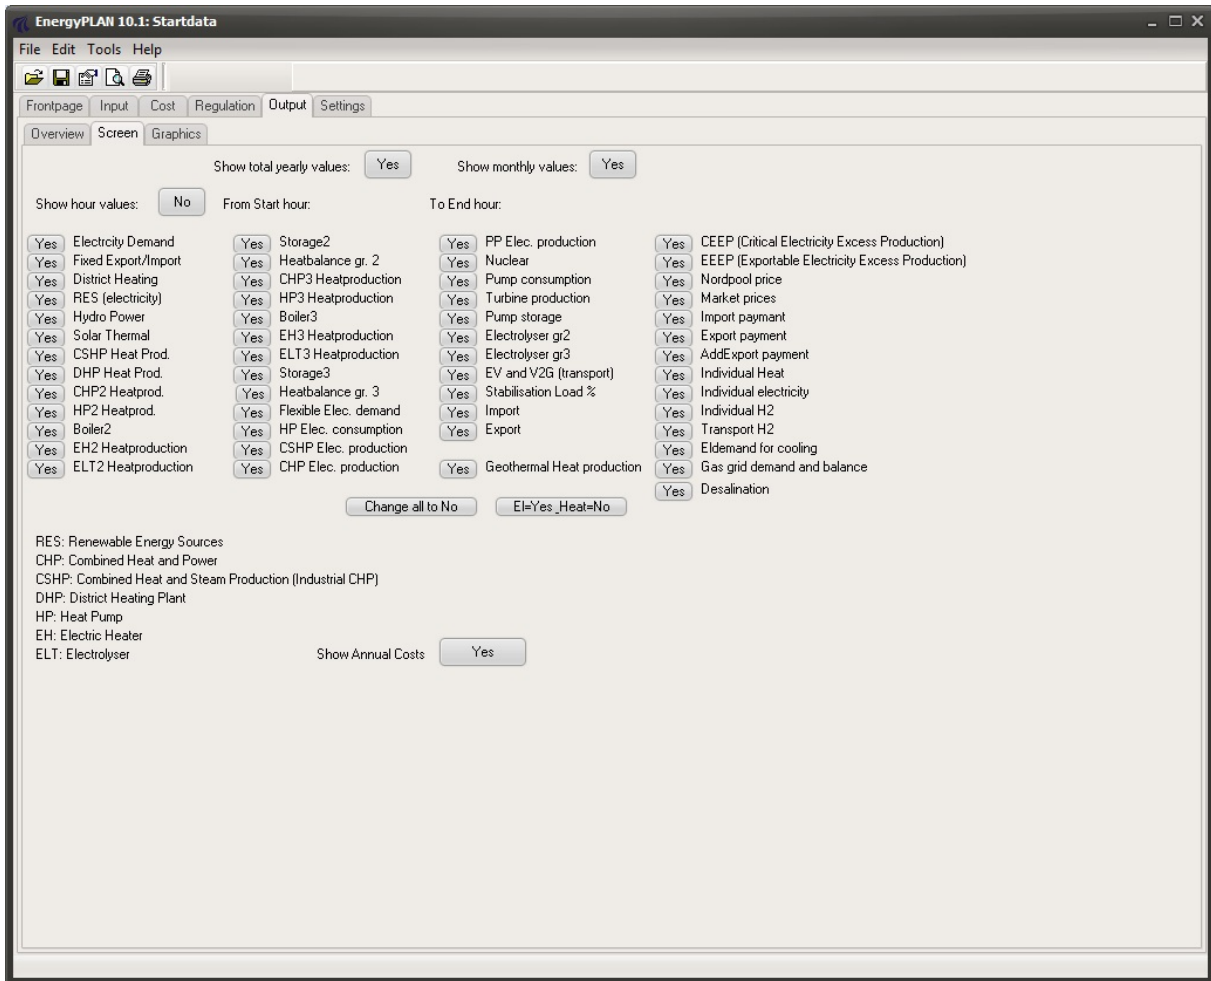 EnergyPLAN 10.1: Startdata
File Edit Tools Help
Frontpage Input Cost Regulation Output Settings
Overview Screen Graphics
Show total yearly values: Yes Show monthly values: Yes
Show hour values: No From Start hour: To End hour:
Yes Electrcity Demand Yes Storage2 Yes PP Elec. production Yes CEEP (Critical Electricity Excess Production)
Yes Fixed Export/Import Yes Heatbalance gr. 2 Yes Nuclear Yes EEEP (Exportable Electricity Excess Production)
Yes District Heating Yes CHP3 Heatproduction Yes Pump consumption Yes Nordpool price
Yes RES (electricity) Yes HP3 Heatproduction Yes Turbine production Yes Market prices
Yes Hydro Power Yes Boiler3 Yes Pump storage Yes Import paymant
Yes Solar Thermal Yes EH3 Heatproduction Yes Electrolyser gr2 Yes Export payment
Yes CSHP Heat Prod. Yes ELT3 Heatproduction Yes Electrolyser gr3 Yes AddExport payment
Yes DHP Heat Prod. Yes Storage3 Yes EV and V2G (transport) Yes Individual Heat
Yes CHP2 Heatprod. Yes Heatbalance gr. 3 Yes Stabilisation Load % Yes Individual electricity
Yes HP2 Heatprod. Yes Flexible Elec. demand Yes Import Yes Individual H2
Yes Boiler2 Yes HP Elec. consumption Yes Export Yes Transport H2
Yes EH2 Heatproduction Yes CSHP Elec. production Yes Eldemand for cooling
Yes ELT2 Heatproduction Yes CHP Elec. production Yes Geothermal Heat production Yes Gas grid demand and balance
Yes Desalination
Change all to No El=Yes_Heat=No
RES: Renewable Energy Sources
CHP: Combined Heat and Power
CSHP: Combined Heat and Steam Production (Industrial CHP)
DHP: District Heating Plant
HP: Heat Pump
EH: Electric Heater
ELT: Electrolyser Show Annual Costs Yes